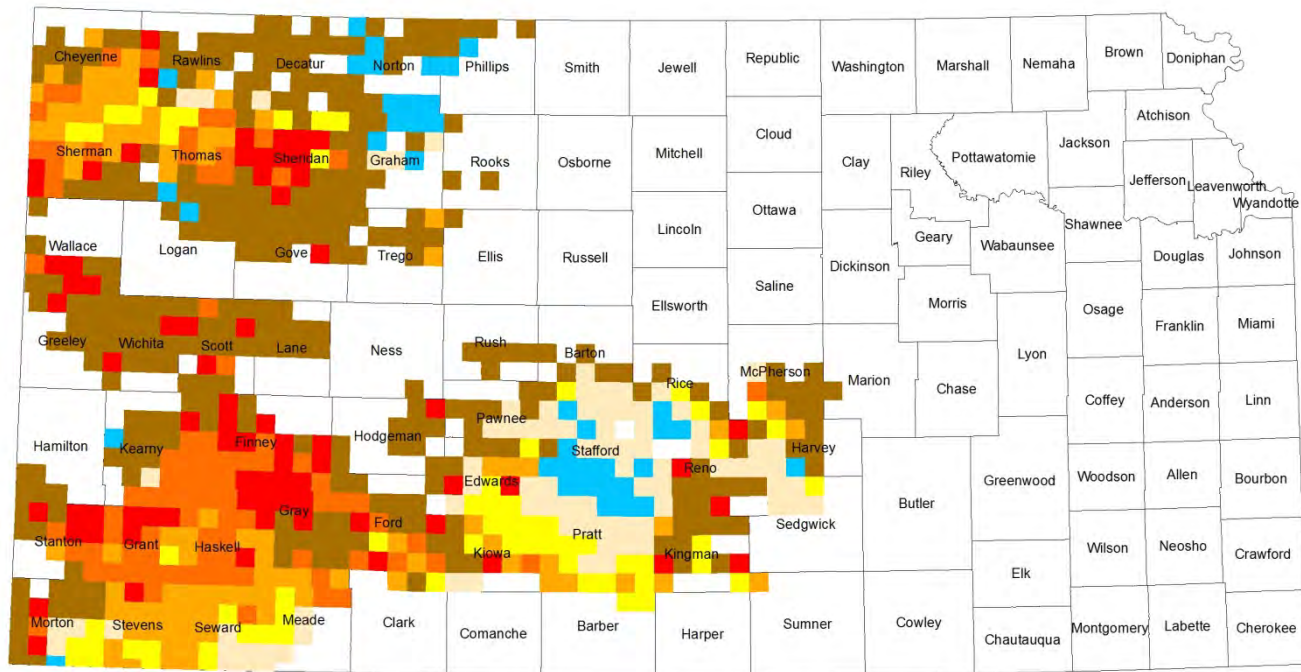 Cheyenne
Rawlins
Decatur
Norton
Phillips
Smith
Jewell
Republic
Washington
Marshall
Nemaha
Brown
Doniphan
Sherman
Thomas
Sheridan
Graham
Rooks
Osborne
Mitchell
Cloud
Clay
Riley
Pottawatomie
Jackson
Atchison
Jefferson
Leavenworth
Wyandotte
Wallace
Logan
Gove
Trego
Ellis
Russell
Lincoln
Ottawa
Saline
Dickinson
Geary
Wabaunsee
Shawnee
Douglas
Johnson
Ellsworth
Morris
Osage
Franklin
Miami
Greeley
Wichita
Scott
Lane
Ness
Rush
Barton
Rice
McPherson
Marion
Chase
Lyon
Coffey
Anderson
Linn
Hamilton
Kearny
Finney
Hodgeman
Pawnee
Stafford
Reno
Harvey
Edwards
Gray
Ford
Stanton
Grant
Haskell
Kiowa
Pratt
Kingman
Sedgwick
Butler
Greenwood
Woodson
Allen
Bourbon
Wilson
Neosho
Crawford
Elk
Morton
Stevens
Seward
Meade
Clark
Comanche
Barber
Harper
Sumner
Cowley
Chautauqua
Montgomery
Labette
Cherokee